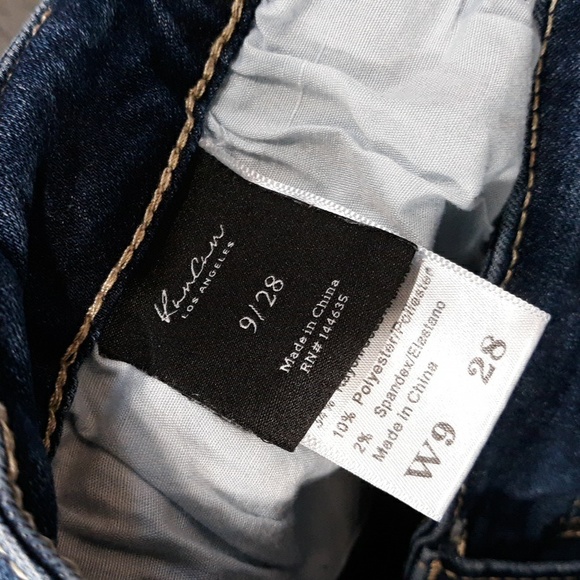 KanCan
LOS ANGELES
9/28
Made in China
RN# 144635
10% Polyester/Poliester
2% Spandex/Elastano
Made in China
W9 28